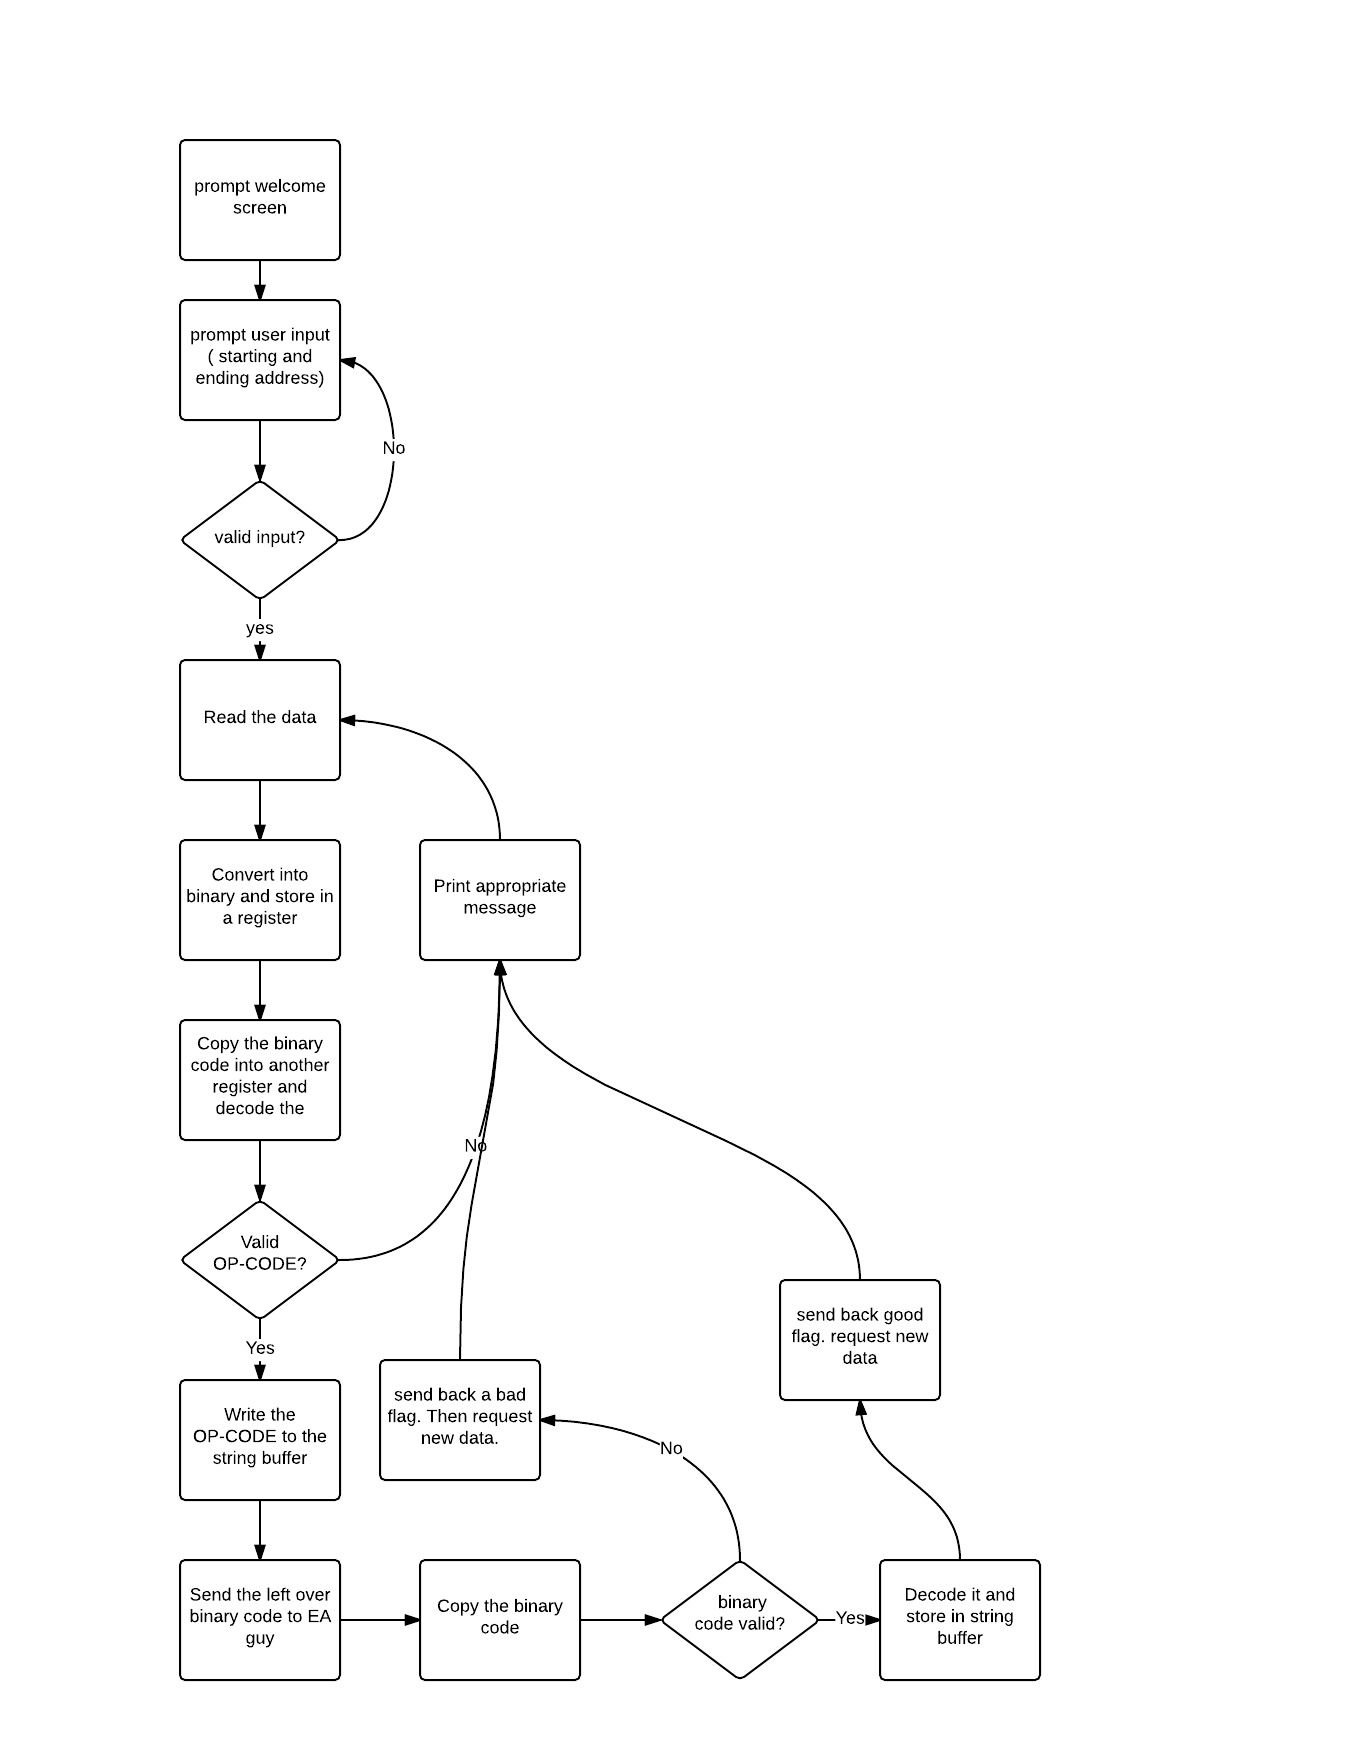 prompt welcome
screen
prompt user input
( starting and
ending address)
No
valid input?
yes
Read the data
Convert into
binary and store in
a register
Print appropriate
message
Copy the binary
code into another
register and
decode the
No
Valid
OP-CODE?
Yes
send back good
flag. request new
data
Write the
OP-CODE to the
string buffer
send back a bad
flag. Then request
new data.
No
Send the left over
binary code to EA
guy
Copy the binary
code
binary
code valid?
Yes
Decode it and
store in string
buffer